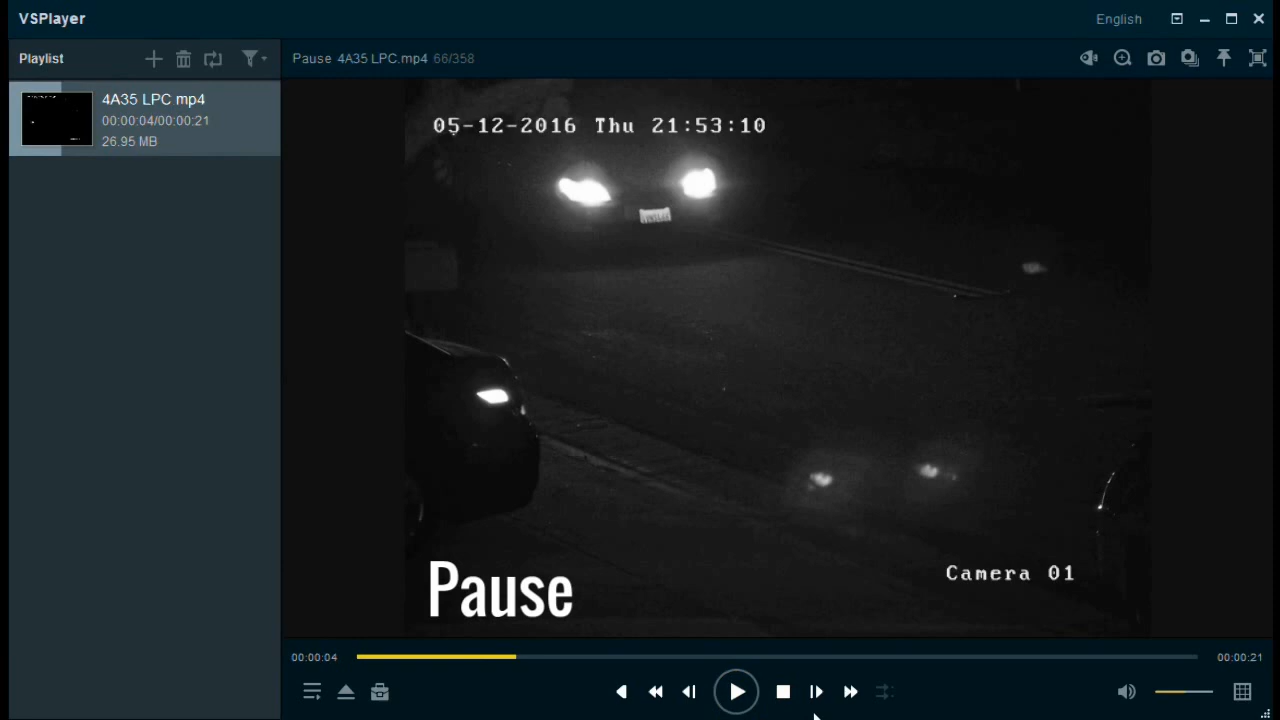 VSPlayer
English
Playlist
Pause 4A35 LPC.mp4 66/358
4A35 LPC mp4
00:00:04/00:00:21
26.95 MB
05-12-2016 Thu 21:53:10
Camera 01
Pause
00:00:04
00:00:21